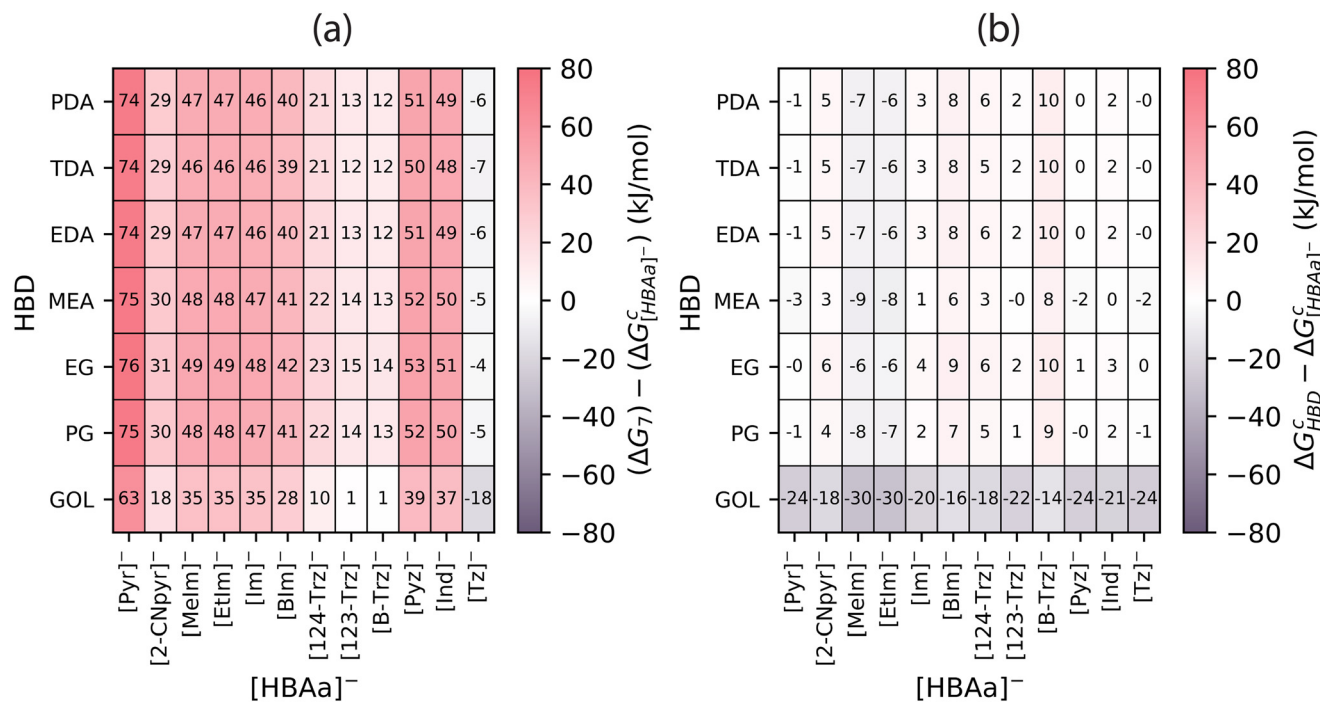 (a)
(b)
HBD
PDA 74 29 47 47 46 40 21 13 12 51 49 -6
TDA 74 29 46 46 46 39 21 12 12 50 48 -7
EDA 74 29 47 47 46 40 21 13 12 51 49 -6
MEA 75 30 48 48 47 41 22 14 13 52 50 -5
EG 76 31 49 49 48 42 23 15 14 53 51 -4
PG 75 30 48 48 47 41 22 14 13 52 50 -5
GOL 63 18 35 35 35 28 10 1 1 39 37 -18
[Pyr]⁻
[2-CNpyr]⁻
[MeIm]⁻
[EtIm]⁻
[Im]⁻
[BIm]⁻
[124-Trz]⁻
[123-Trz]⁻
[B-Trz]⁻
[Pyz]⁻
[Ind]⁻
[Tz]⁻
[HBAa]⁻
80
60
40
20
0
−20
−40
−60
−80
(ΔG₇) − (ΔG^c_[HBAa]⁻) (kJ/mol)
HBD
PDA -1 5 -7 -6 3 8 6 2 10 0 2 -0
TDA -1 5 -7 -6 3 8 5 2 10 0 2 -0
EDA -1 5 -7 -6 3 8 6 2 10 0 2 -0
MEA -3 3 -9 -8 1 6 3 -0 8 -2 0 -2
EG -0 6 -6 -6 4 9 6 2 10 1 3 0
PG -1 4 -8 -7 2 7 5 1 9 -0 2 -1
GOL -24 -18 -30 -30 -20 -16 -18 -22 -14 -24 -21 -24
[Pyr]⁻
[2-CNpyr]⁻
[MeIm]⁻
[EtIm]⁻
[Im]⁻
[BIm]⁻
[124-Trz]⁻
[123-Trz]⁻
[B-Trz]⁻
[Pyz]⁻
[Ind]⁻
[Tz]⁻
[HBAa]⁻
80
60
40
20
0
−20
−40
−60
−80
ΔG^c_HBD − ΔG^c_[HBAa]⁻ (kJ/mol)